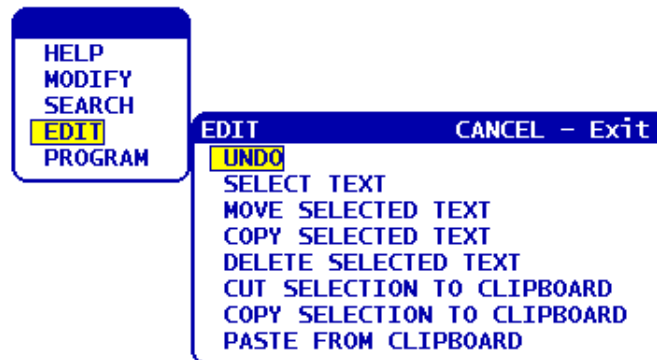 HELP
MODIFY
SEARCH
EDIT
PROGRAM
EDIT CANCEL - Exit
UNDO
SELECT TEXT
MOVE SELECTED TEXT
COPY SELECTED TEXT
DELETE SELECTED TEXT
CUT SELECTION TO CLIPBOARD
COPY SELECTION TO CLIPBOARD
PASTE FROM CLIPBOARD